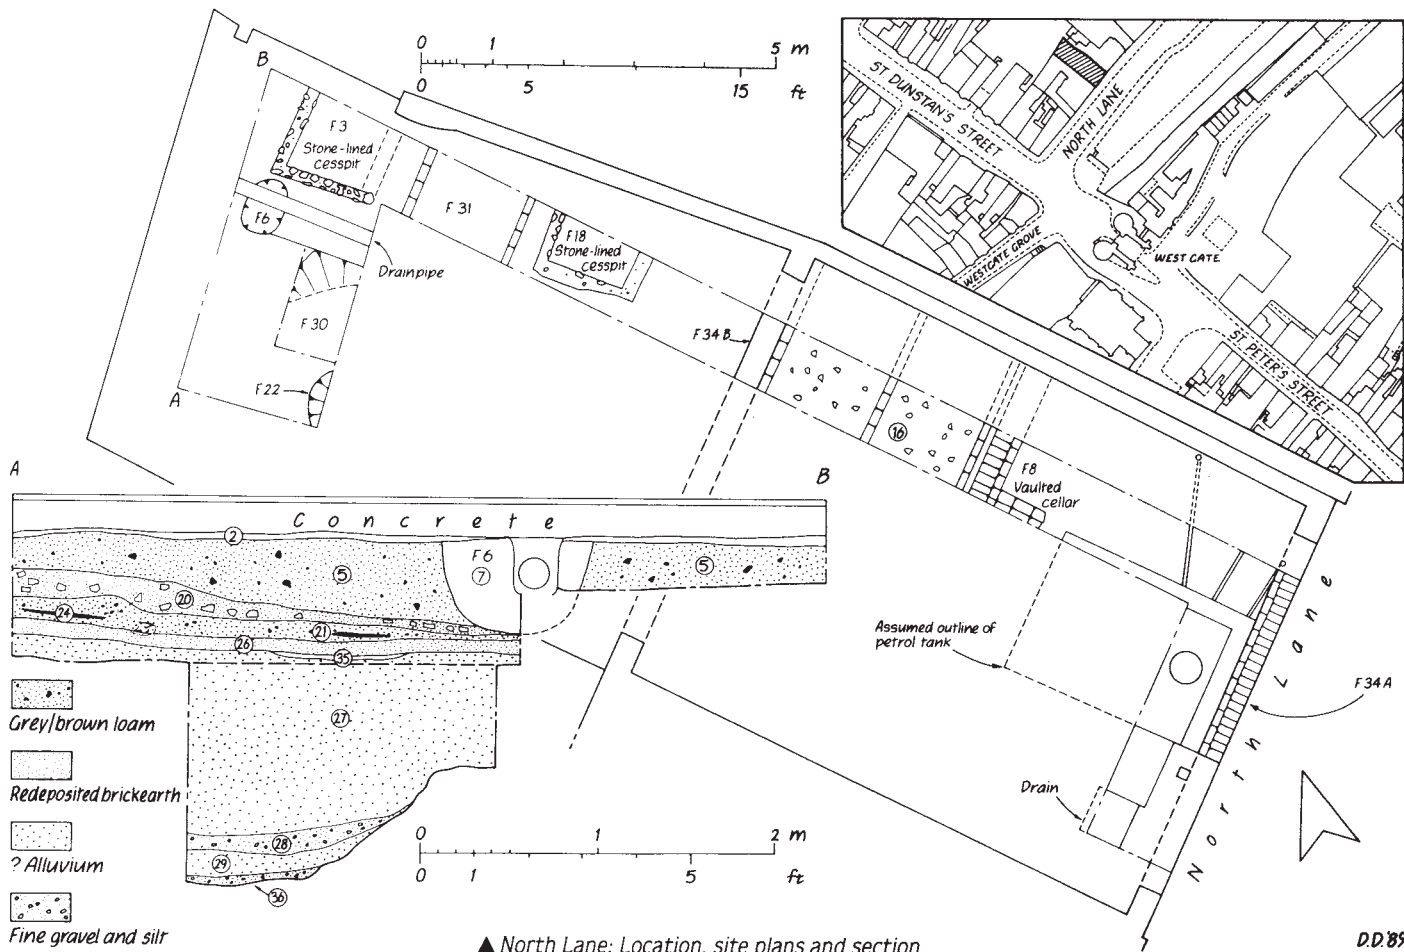 0 1 5 m
0 5 15 ft
B
F3
Stone-lined
cesspit
F6
F 31
F18
Stone-lined
cesspit
Drainpipe
F 30
F 22
A
F 34 B
16
F8
Vaulted
cellar
Assumed outline of
petrol tank
Drain
F 34 A
North Lane
ST DUNSTAN'S STREET
NORTH LANE
WESTGATE GROVE
WEST GATE
ST PETER'S STREET
A
B
Concrete
2
5
F 6
7
5
20
24
21
26
35
27
28
29
36
Grey/brown loam
Redeposited brickearth
? Alluvium
Fine gravel and silt
0 1 2 m
0 1 5 ft
▲ North Lane: Location, site plans and section
D.D.'89